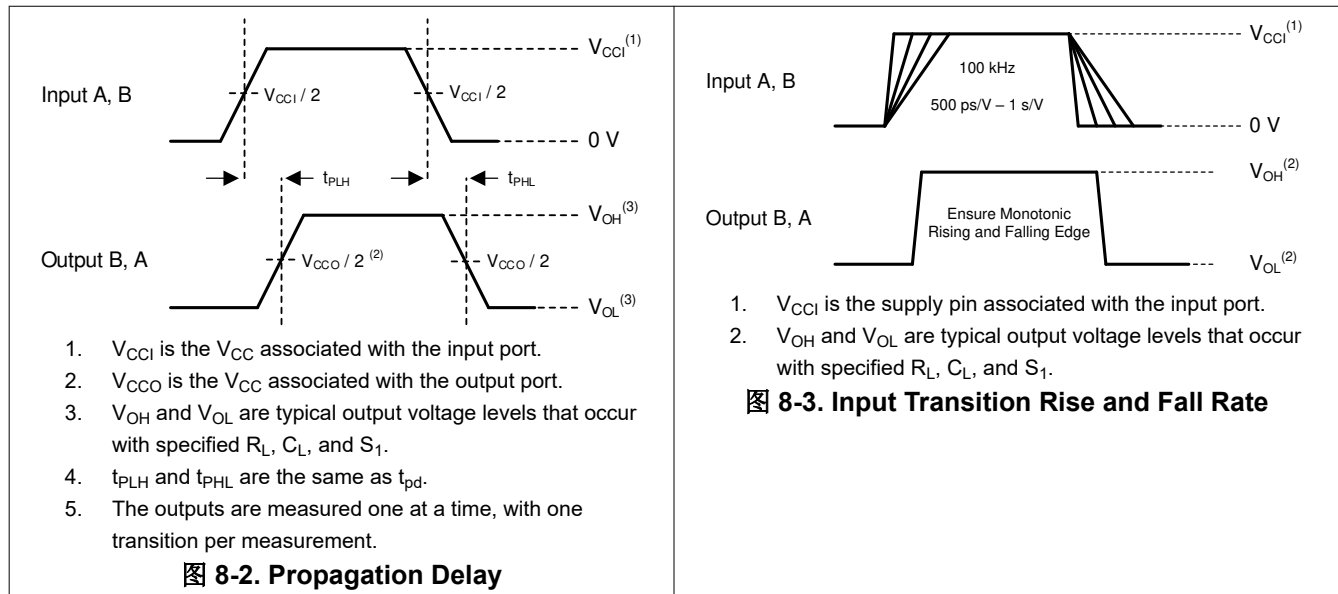 V_CCI(1)
Input A, B
V_CCI / 2
V_CCI / 2
0 V
t_PLH
t_PHL
V_OH(3)
Output B, A
V_CCO / 2 (2)
V_CCO / 2
V_OL(3)
1. V_CCI is the V_CC associated with the input port.
2. V_CCO is the V_CC associated with the output port.
3. V_OH and V_OL are typical output voltage levels that occur
with specified R_L, C_L, and S_1.
4. t_PLH and t_PHL are the same as t_pd.
5. The outputs are measured one at a time, with one
transition per measurement.
图 8-2. Propagation Delay
V_CCI(1)
Input A, B
100 kHz
500 ps/V – 1 s/V
0 V
V_OH(2)
Output B, A
Ensure Monotonic
Rising and Falling Edge
V_OL(2)
1. V_CCI is the supply pin associated with the input port.
2. V_OH and V_OL are typical output voltage levels that occur
with specified R_L, C_L, and S_1.
图 8-3. Input Transition Rise and Fall Rate